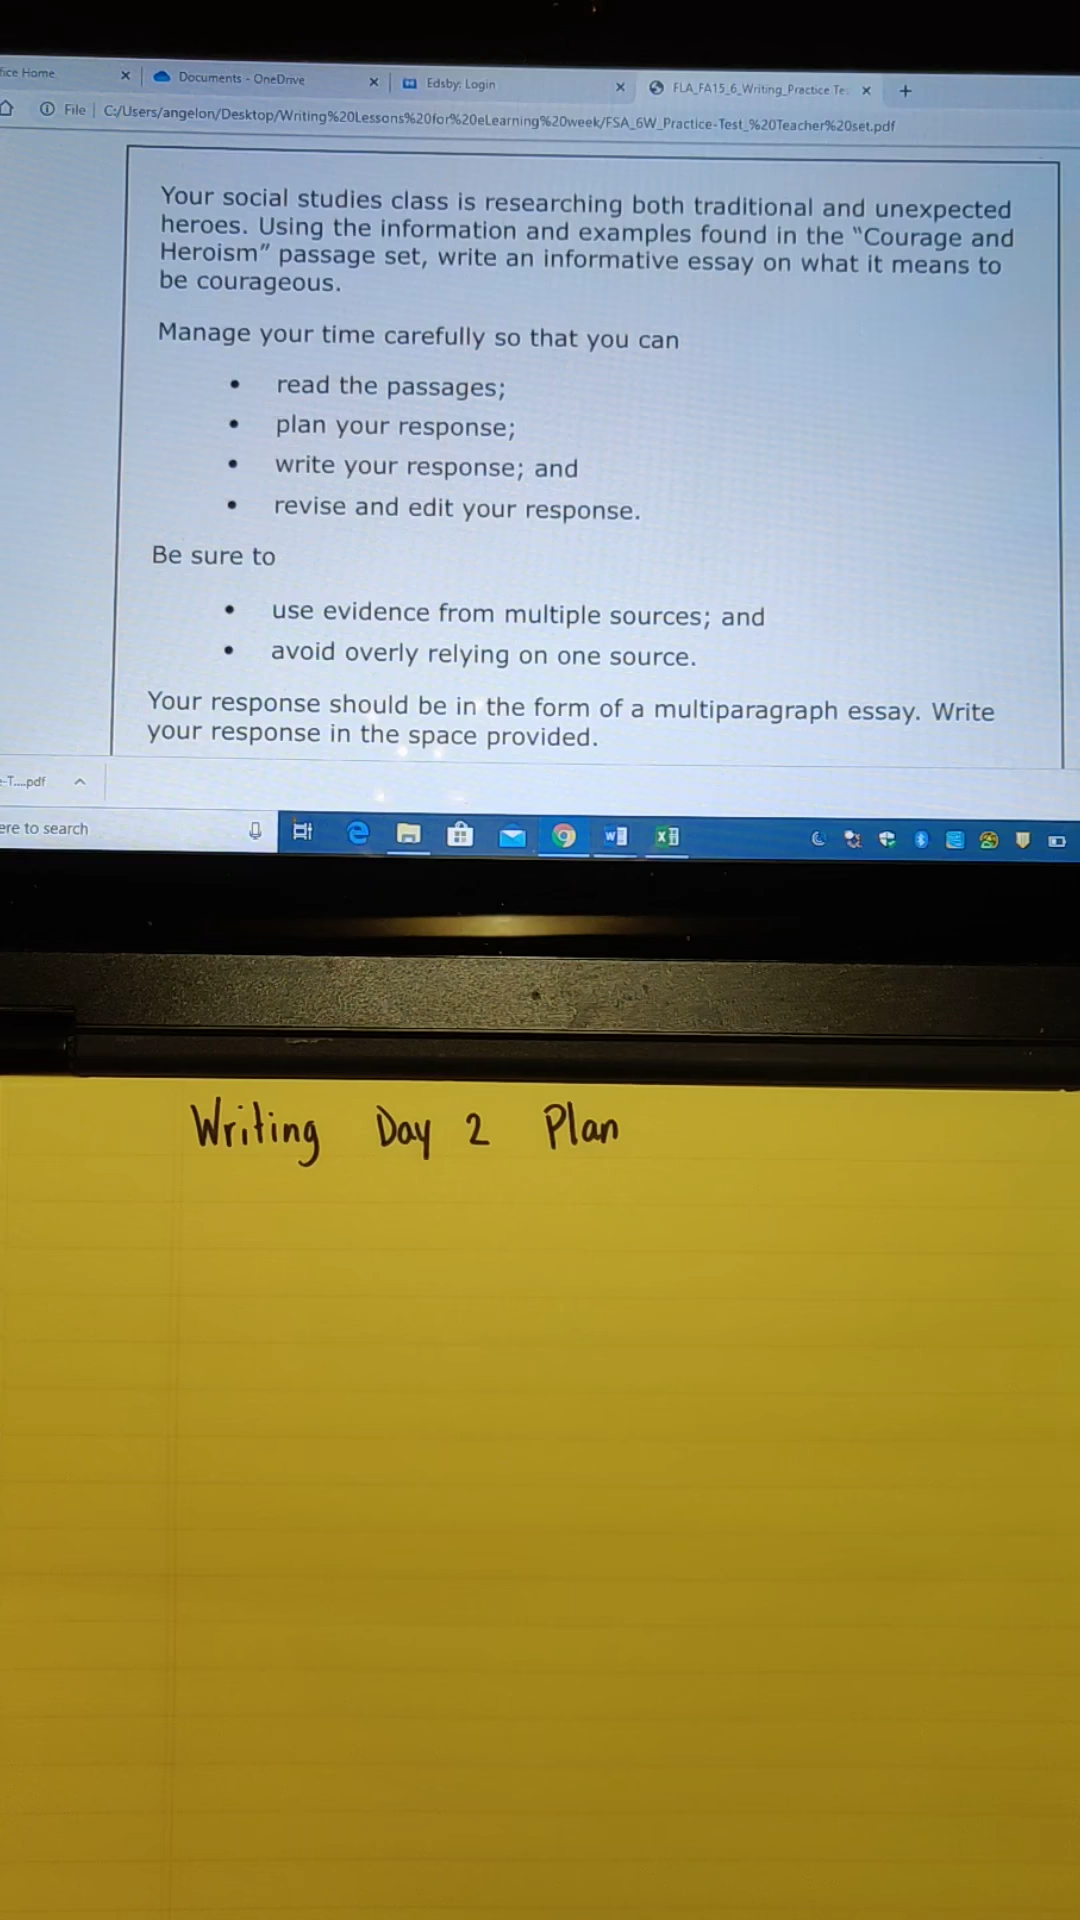 fice Home
Documents - OneDrive
Edsby: Login
FLA_FA15_6_Writing_Practice Te
File | C:/Users/angelon/Desktop/Writing%20Lessons%20for%20eLearning%20week/FSA_6W_Practice-Test_%20Teacher%20set.pdf
Your social studies class is researching both traditional and unexpected
heroes. Using the information and examples found in the “Courage and
Heroism” passage set, write an informative essay on what it means to
be courageous.
Manage your time carefully so that you can
• read the passages;
• plan your response;
• write your response; and
• revise and edit your response.
Be sure to
• use evidence from multiple sources; and
• avoid overly relying on one source.
Your response should be in the form of a multiparagraph essay. Write
your response in the space provided.
-T....pdf
ere to search
Writing Day 2 Plan